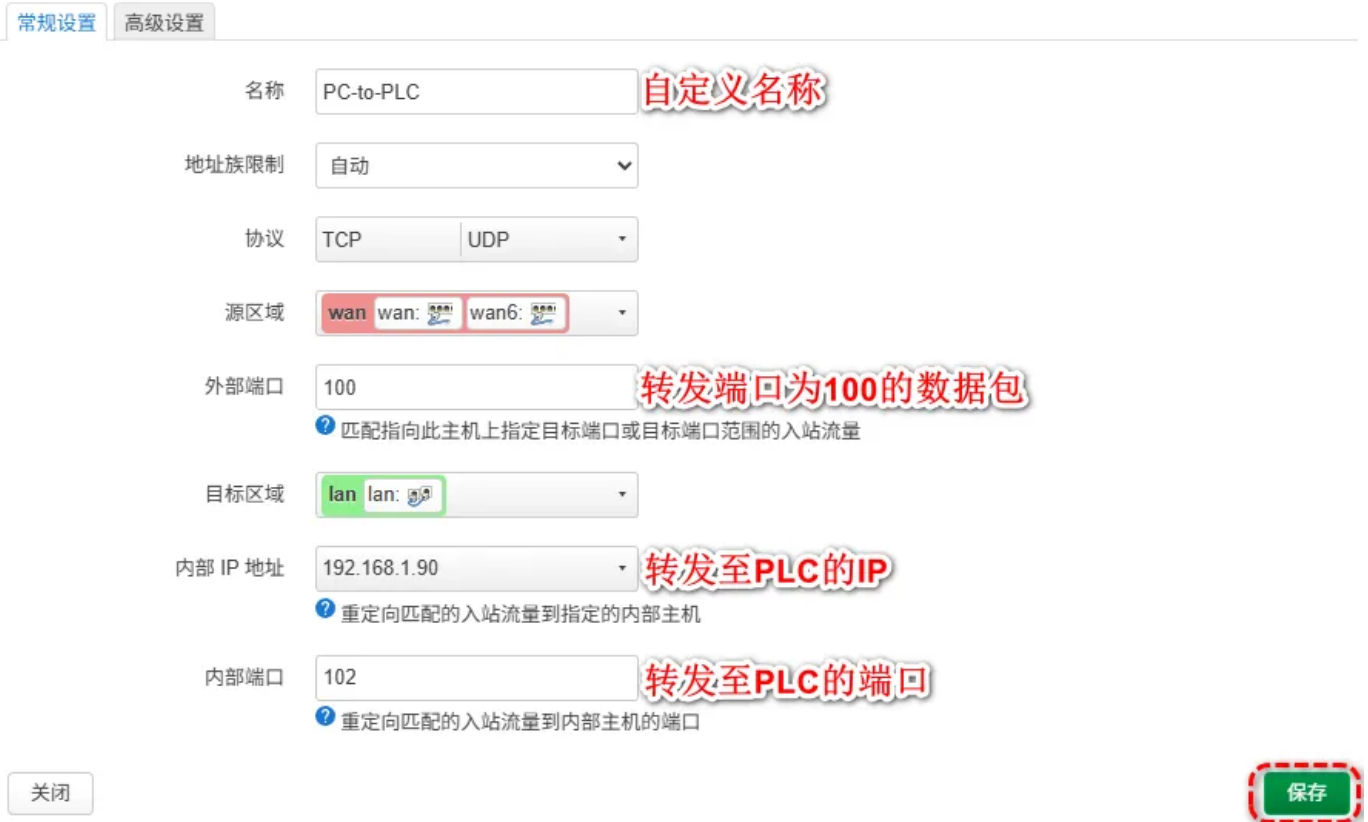 常规设置 高级设置
名称 PC-to-PLC 自定义名称
地址族限制 自动
协议 TCP UDP
源区域 wan wan: wan6:
外部端口 100 转发端口为100的数据包
匹配指向此主机上指定目标端口或目标端口范围的入站流量
目标区域 lan lan:
内部 IP 地址 192.168.1.90 转发至PLC的IP
重定向匹配的入站流量到指定的内部主机
内部端口 102 转发至PLC的端口
重定向匹配的入站流量到内部主机的端口
关闭 保存